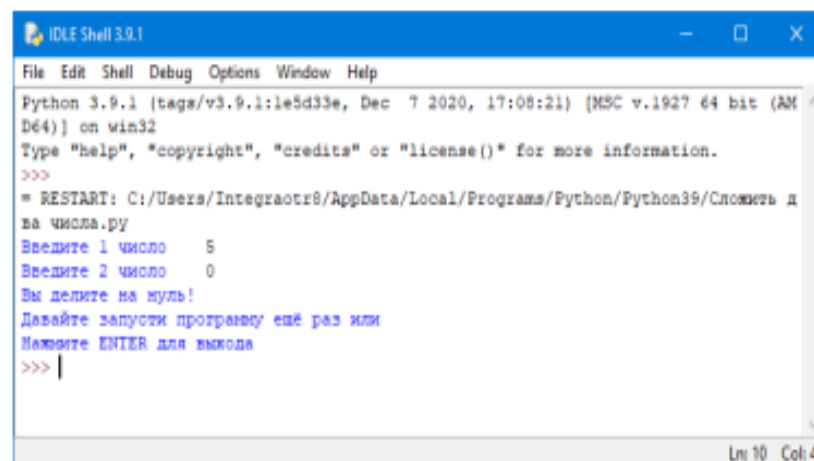 IDLE Shell 3.9.1
File Edit Shell Debug Options Window Help
Python 3.9.1 (tags/v3.9.1:1e5d33e, Dec  7 2020, 17:08:21) [MSC v.1927 64 bit (AM
D64)] on win32
Type "help", "copyright", "credits" or "license()" for more information.
>>>
= RESTART: C:/Users/Integraotr8/AppData/Local/Programs/Python/Python39/Сложить д
ва числа.py
Введите 1 число    5
Введите 2 число    0
Вы делите на нуль!
Давайте запусти программу ещё раз или
Нажмите ENTER для выхода
>>>
Ln: 10 Col: 4